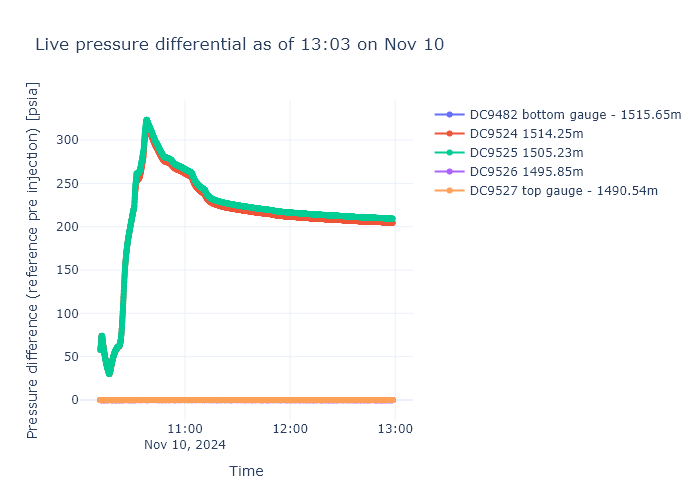 Live pressure differential as of 13:03 on Nov 10
Pressure difference (reference pre injection) [psia]
300
250
200
150
100
50
0
11:00
Nov 10, 2024
12:00
13:00
Time
DC9482 bottom gauge - 1515.65m
DC9524 1514.25m
DC9525 1505.23m
DC9526 1495.85m
DC9527 top gauge - 1490.54m